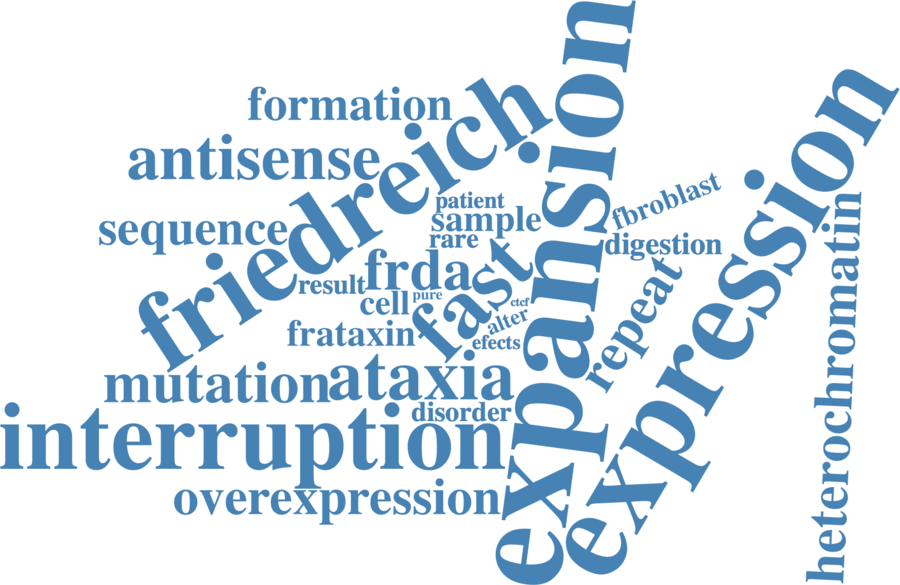 expansion
expression
formation
friedreich
antisense
fbroblast
patient
sample
sequence
rare
digestion
heterochromatin
fast
frda
result
repeat
pure
cell
ctcf
alter
frataxin
efects
ataxia
mutation
disorder
interruption
overexpression